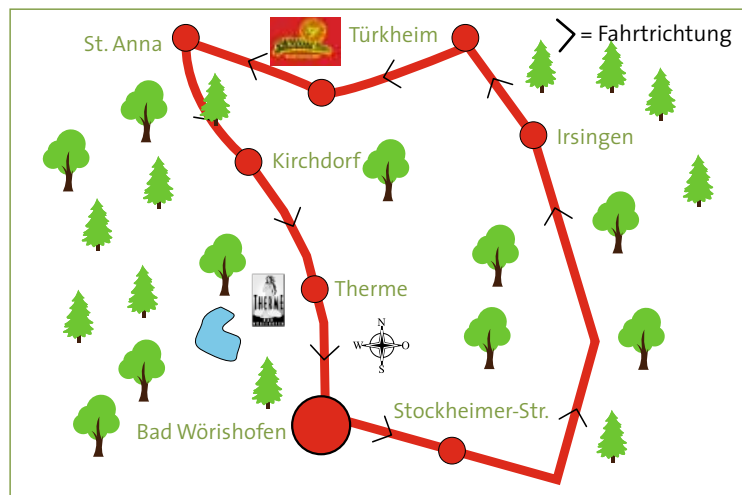 St. Anna
Türkheim
= Fahrtrichtung
Irsingen
Kirchdorf
Therme
THERME
N
W
O
S
Stockheimer-Str.
Bad Wörishofen